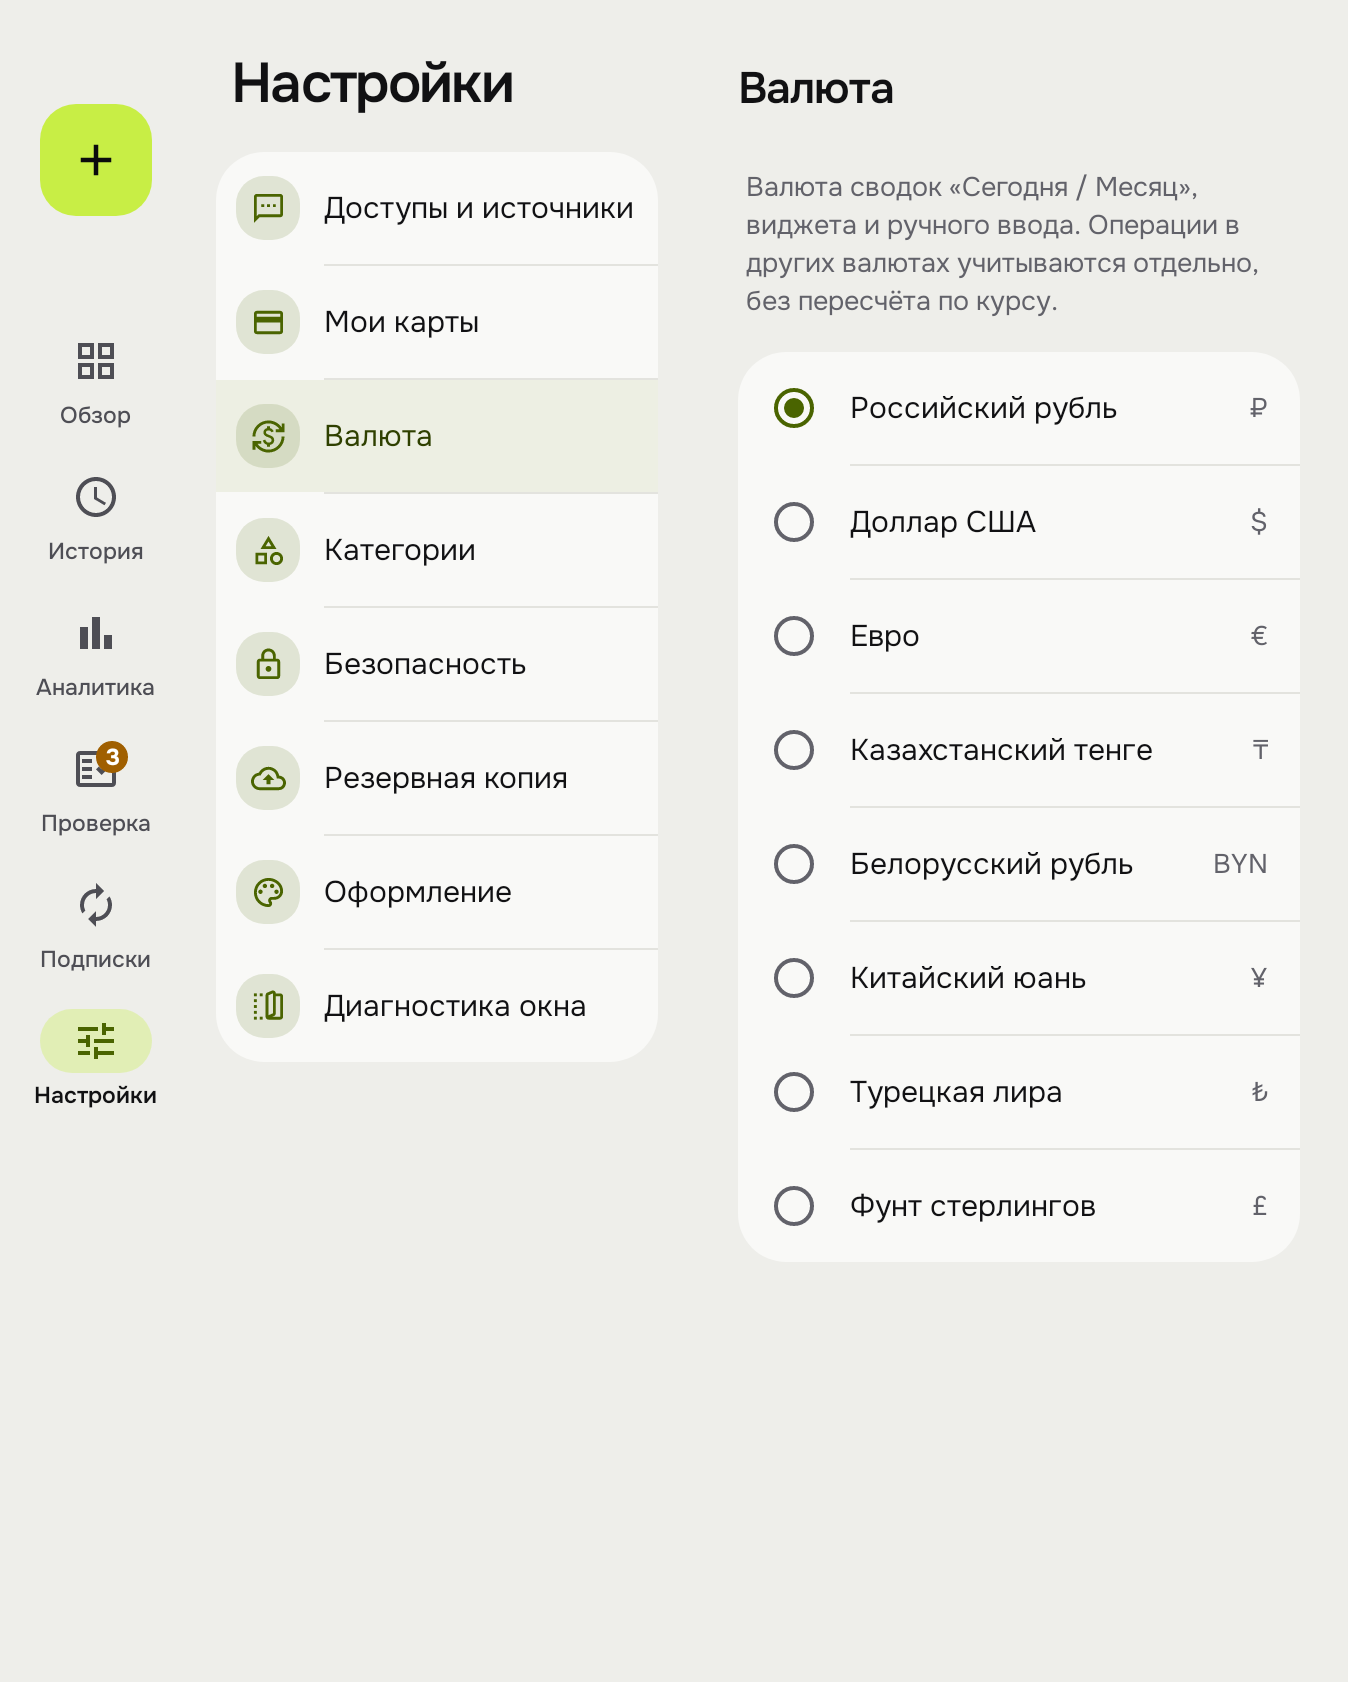 +
Обзор
История
Аналитика
3
Проверка
Подписки
Настройки
Настройки
Доступы и источники
Мои карты
Валюта
Категории
Безопасность
Резервная копия
Оформление
Диагностика окна
Валюта
Валюта сводок «Сегодня / Месяц»,
виджета и ручного ввода. Операции в
других валютах учитываются отдельно,
без пересчёта по курсу.
Российский рубль ₽
Доллар США $
Евро €
Казахстанский тенге ₸
Белорусский рубль BYN
Китайский юань ¥
Турецкая лира ₺
Фунт стерлингов £